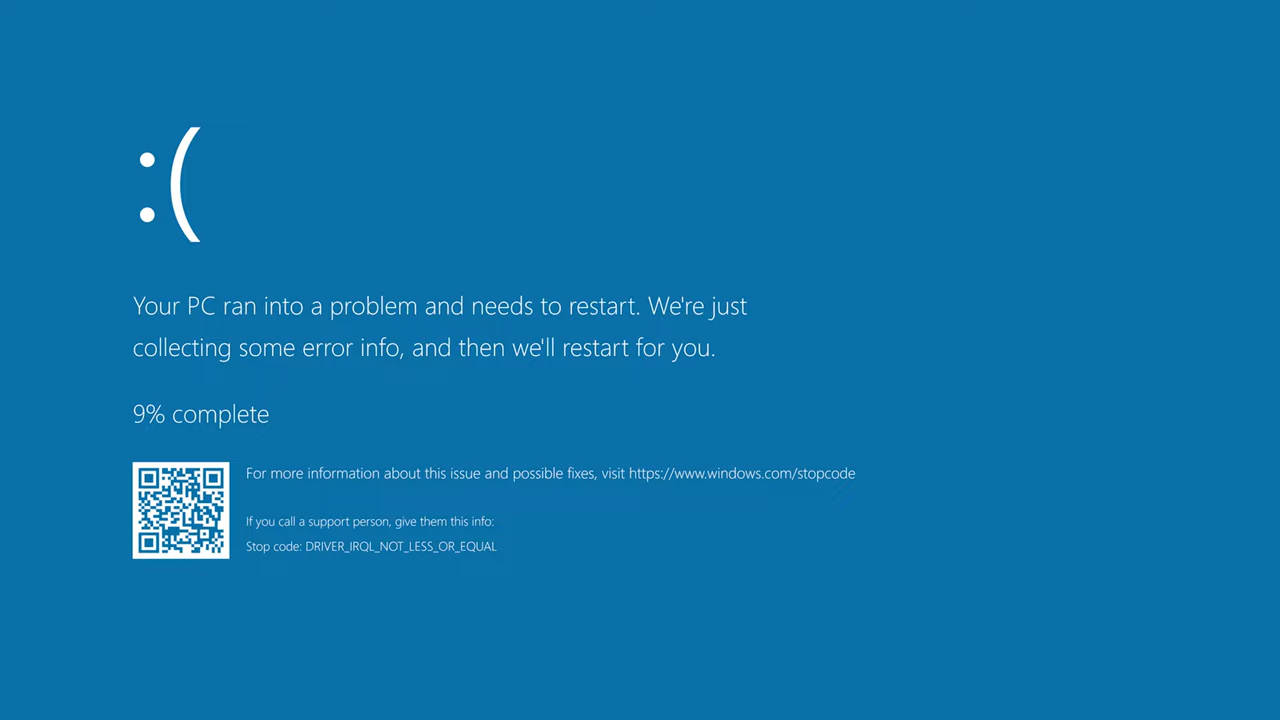 :(
Your PC ran into a problem and needs to restart. We're just
collecting some error info, and then we'll restart for you.
9% complete
For more information about this issue and possible fixes, visit https://www.windows.com/stopcode
If you call a support person, give them this info:
Stop code: DRIVER_IRQL_NOT_LESS_OR_EQUAL